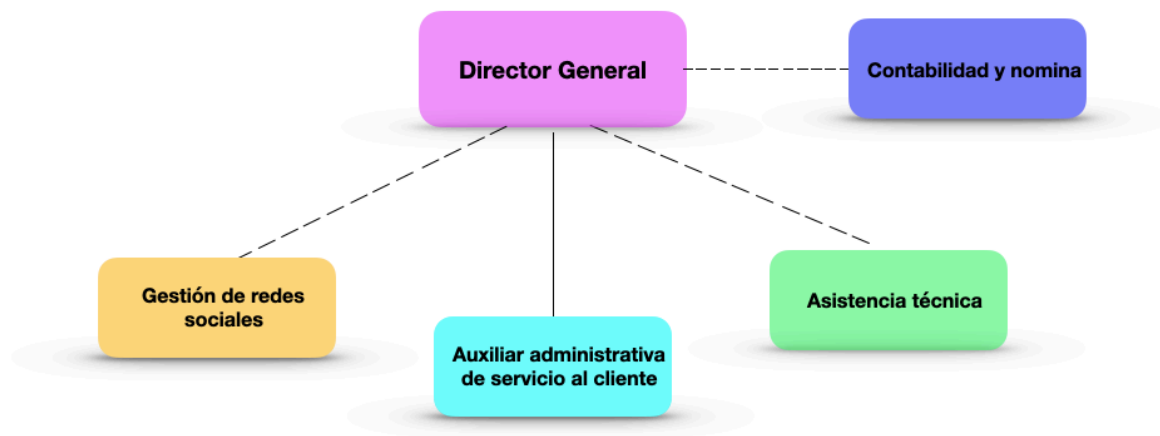 Director General
Contabilidad y nomina
Gestión de redes
sociales
Auxiliar administrativa
de servicio al cliente
Asistencia técnica